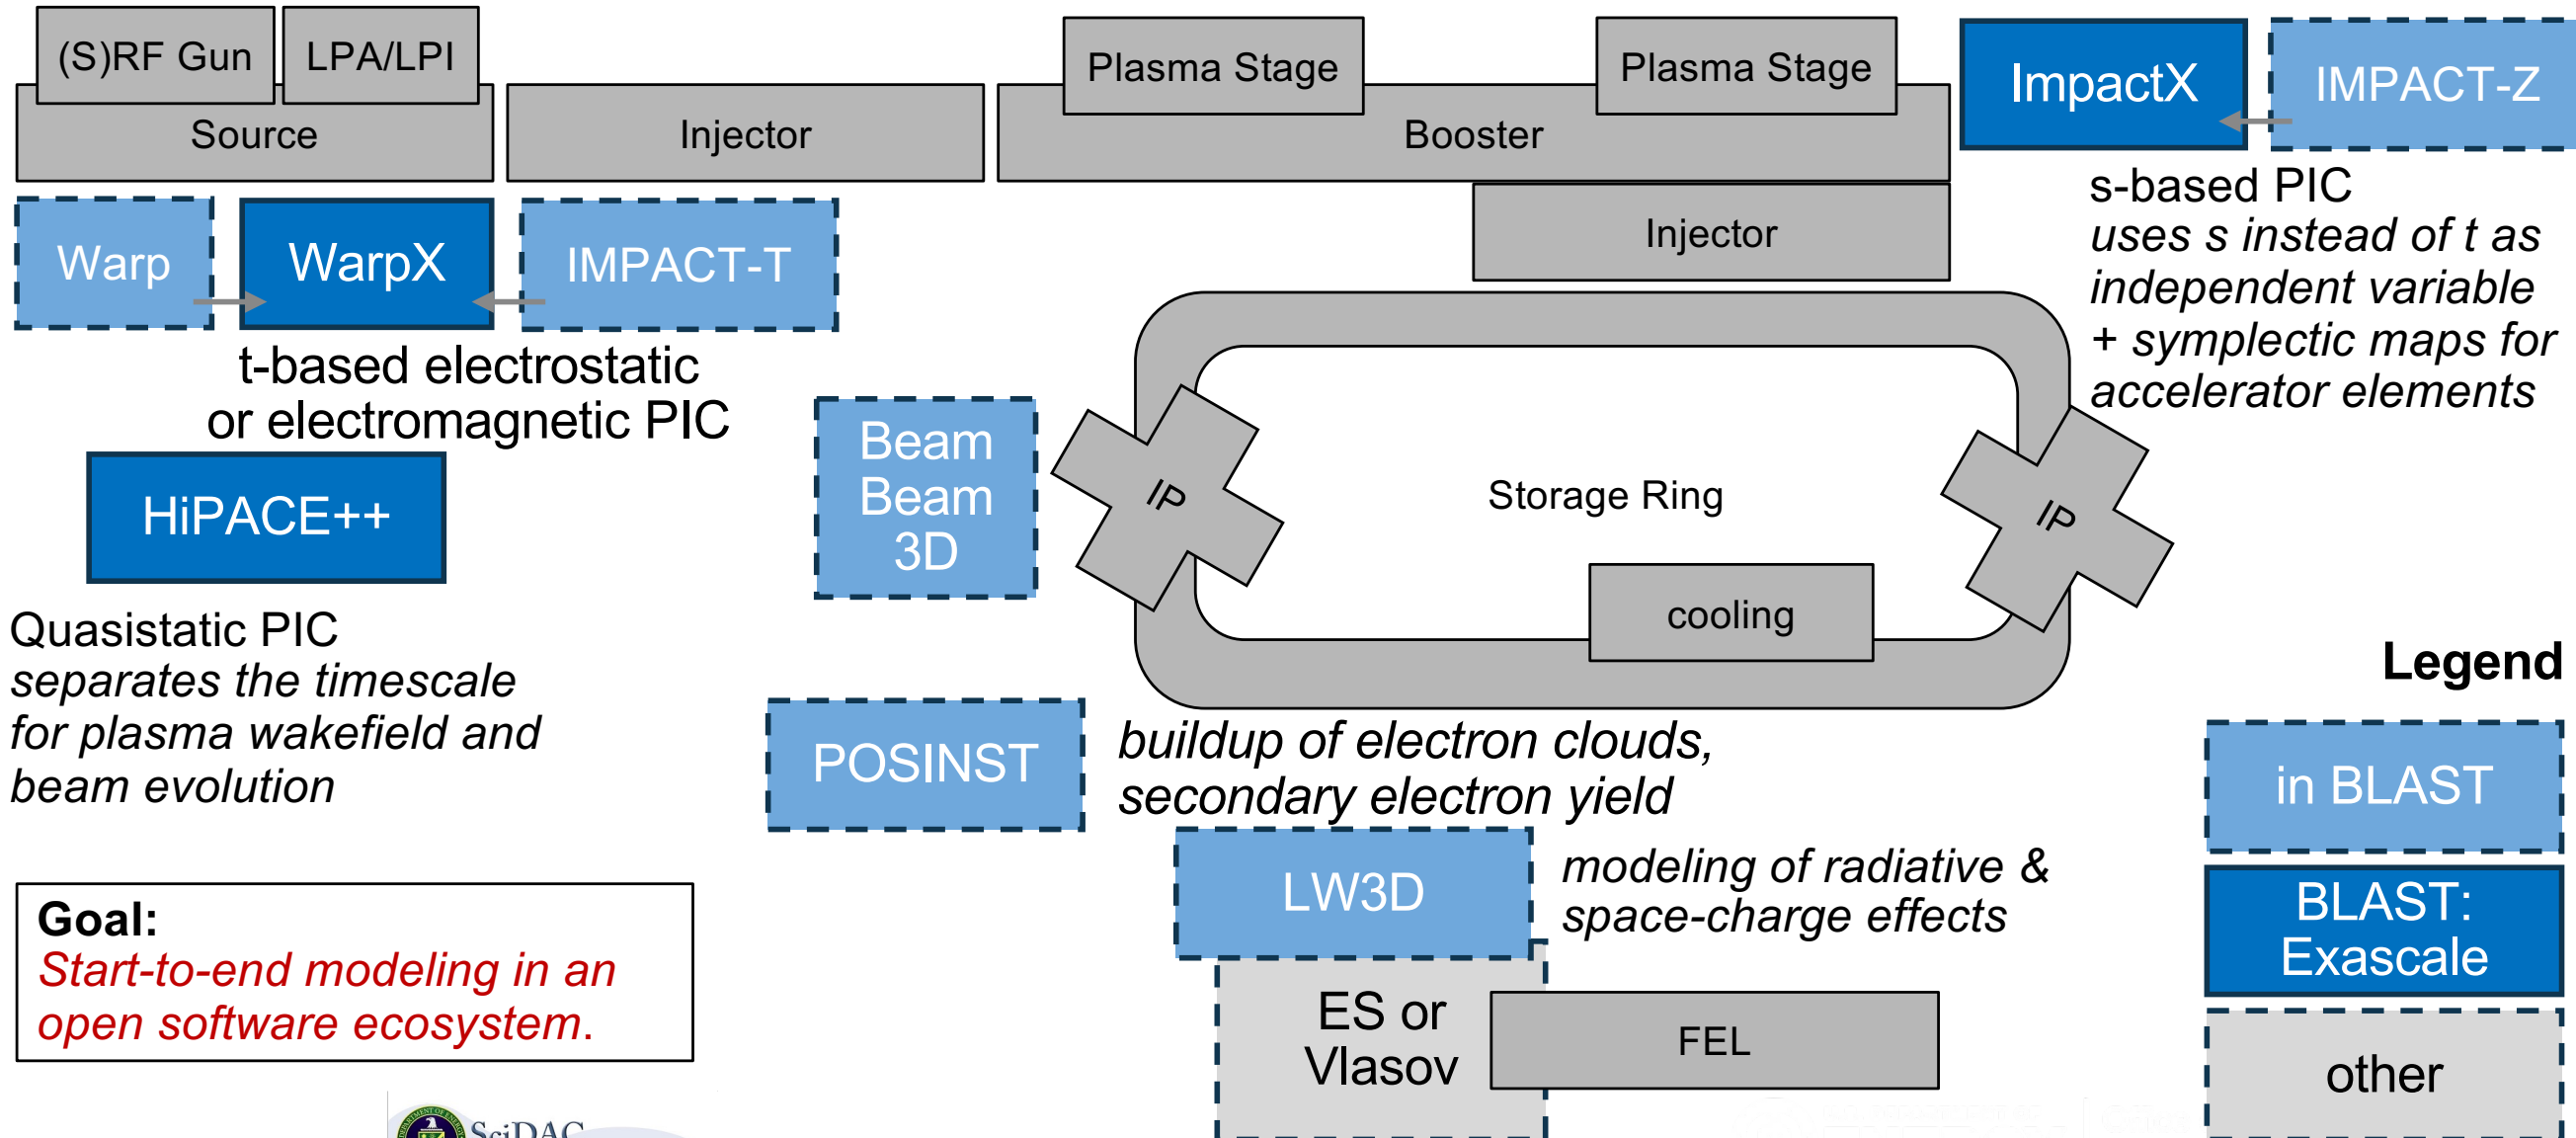 (S)RF Gun
LPA/LPI
Source
Injector
Plasma Stage
Plasma Stage
Booster
Injector
ImpactX
IMPACT-Z
s-based PIC
uses s instead of t as
independent variable
+ symplectic maps for
accelerator elements
Warp
WarpX
IMPACT-T
t-based electrostatic
or electromagnetic PIC
HiPACE++
Quasistatic PIC
separates the timescale
for plasma wakefield and
beam evolution
Beam
Beam
3D
IP
Storage Ring
IP
cooling
POSINST
buildup of electron clouds,
secondary electron yield
LW3D
modeling of radiative &
space-charge effects
ES or
Vlasov
FEL
Goal:
Start-to-end modeling in an
open software ecosystem.
Legend
in BLAST
BLAST:
Exascale
other
SciDAC